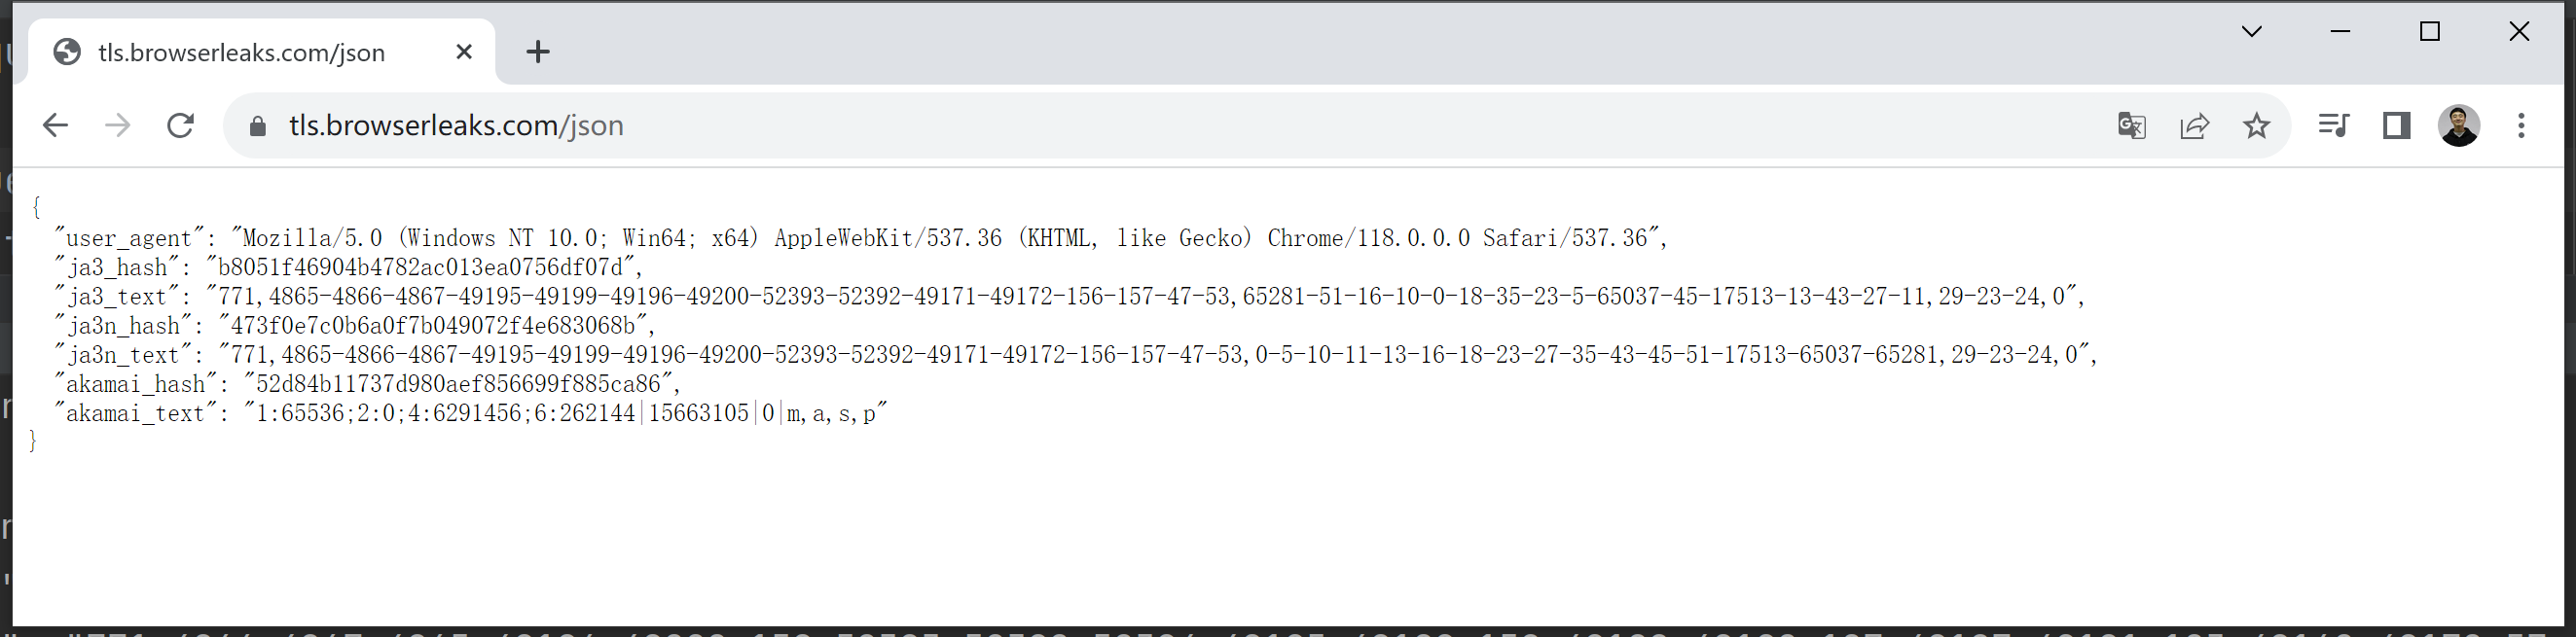 tls.browserleaks.com/json
tls.browserleaks.com/json
{
"user_agent": "Mozilla/5.0 (Windows NT 10.0; Win64; x64) AppleWebKit/537.36 (KHTML, like Gecko) Chrome/118.0.0.0 Safari/537.36",
"ja3_hash": "b8051f46904b4782ac013ea0756df07d",
"ja3_text": "771,4865-4866-4867-49195-49199-49196-49200-52393-52392-49171-49172-156-157-47-53,65281-51-16-10-0-18-35-23-5-65037-45-17513-13-43-27-11,29-23-24,0",
"ja3n_hash": "473f0e7c0b6a0f7b049072f4e683068b",
"ja3n_text": "771,4865-4866-4867-49195-49199-49196-49200-52393-52392-49171-49172-156-157-47-53,0-5-10-11-13-16-18-23-27-35-43-45-51-17513-65037-65281,29-23-24,0",
"akamai_hash": "52d84b11737d980aef856699f885ca86",
"akamai_text": "1:65536;2:0;4:6291456;6:262144|15663105|0|m,a,s,p"
}